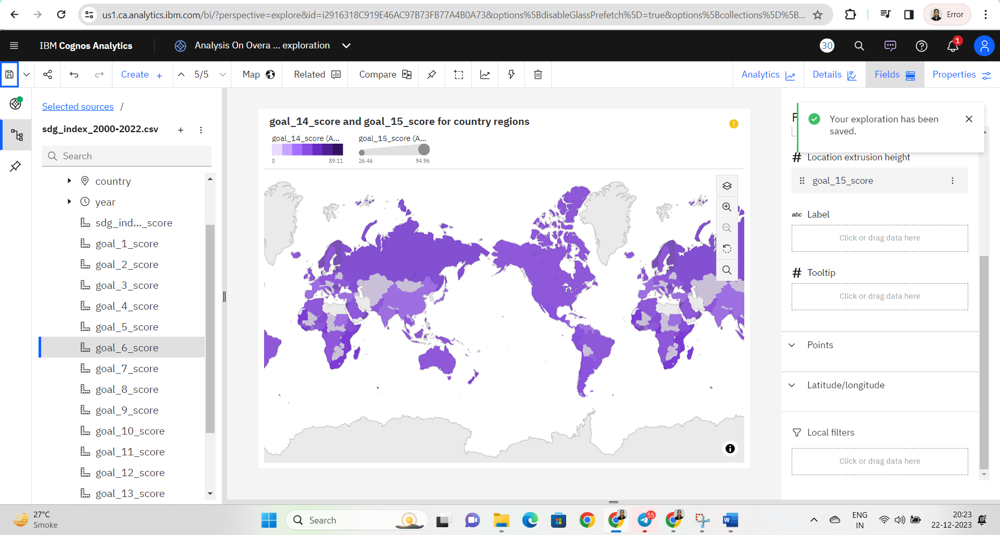 us1.ca.analytics.ibm.com/bi/?perspective=explore&id=i2916318C919E46AC97B73FB77A4B0A73&options%5BdisableGlassPrefetch%5D=true&options%5Bcollections%5D%5B...
Error
IBM Cognos Analytics
Analysis On Overa ... exploration
30
1
Create +
5/5
Map
Related
Compare
Analytics
Details
Fields
Properties
Selected sources /
sdg_index_2000-2022.csv
Search
country
year
sdg_ind..._score
goal_1_score
goal_2_score
goal_3_score
goal_4_score
goal_5_score
goal_6_score
goal_7_score
goal_8_score
goal_9_score
goal_10_score
goal_11_score
goal_12_score
goal_13_score
goal_14_score and goal_15_score for country regions
goal_14_score (A...
goal_15_score (A...
0
89.11
26.46
94.96
Your exploration has been
saved.
# Location extrusion height
goal_15_score
abc Label
Click or drag data here
# Tooltip
Click or drag data here
Points
Latitude/longitude
Local filters
Click or drag data here
27°C
Smoke
Search
55
ENG
IN
20:23
22-12-2023